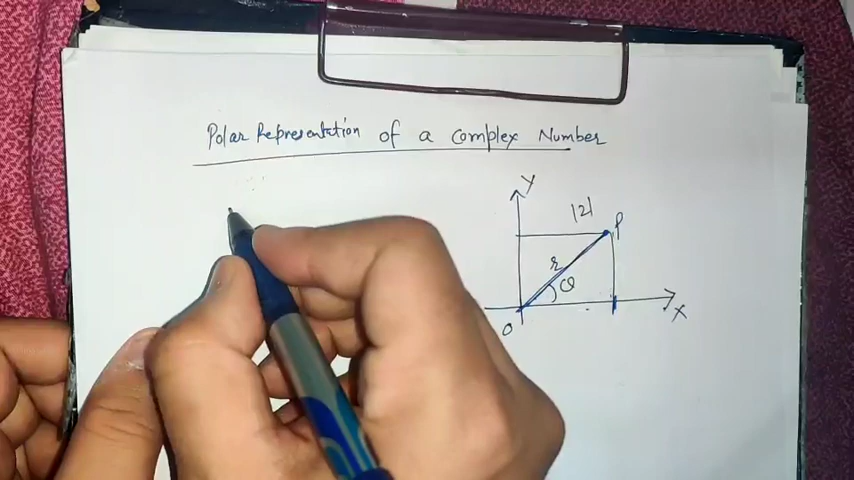 Polar Representation of a Complex Number
Y
|z|
P
r
θ
O
X